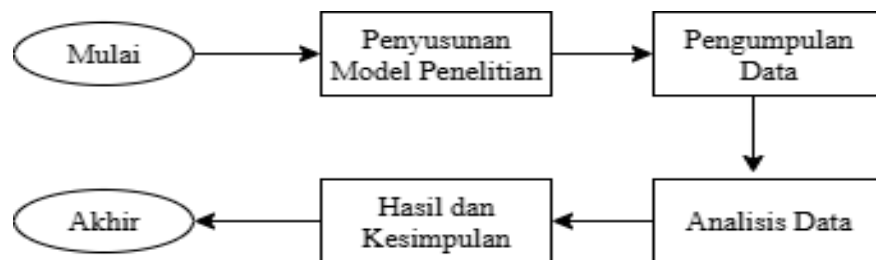 Mulai
Penyusunan
Model Penelitian
Pengumpulan
Data
Analisis Data
Hasil dan
Kesimpulan
Akhir